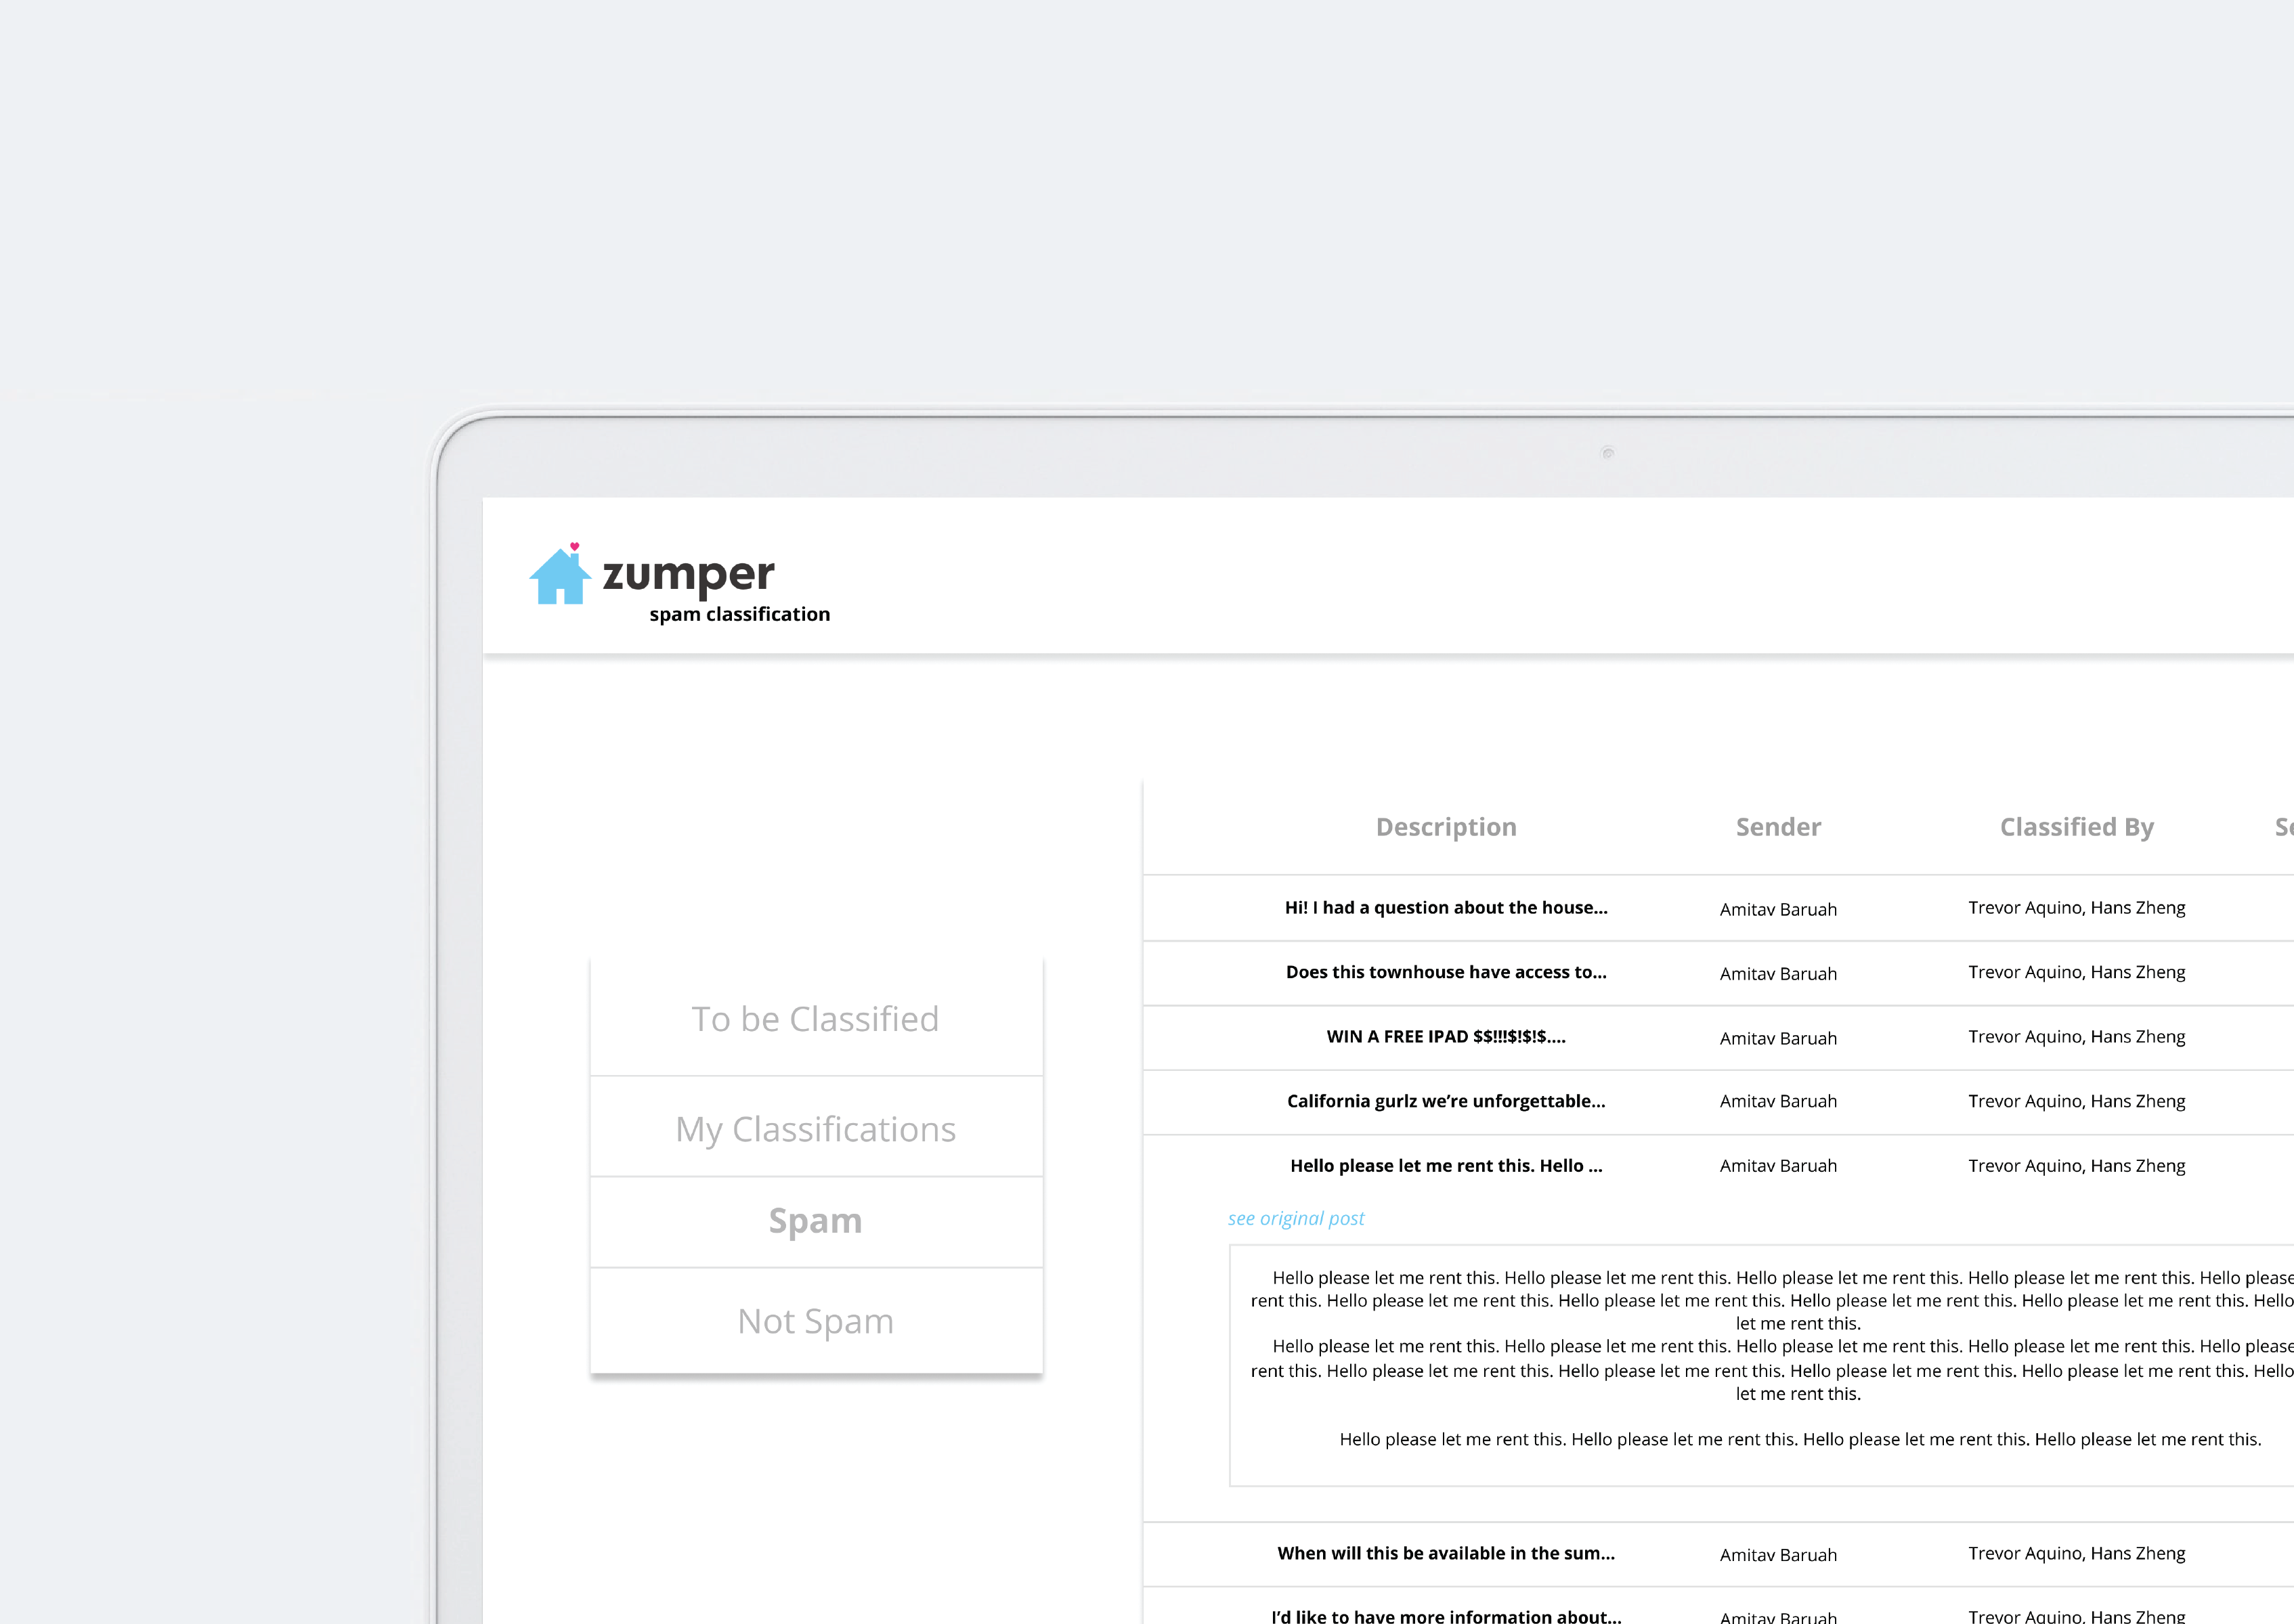 zumper
spam classification
To be Classified
My Classifications
Spam
Not Spam
Description Sender Classified By
Hi! I had a question about the house... Amitav Baruah Trevor Aquino, Hans Zheng
Does this townhouse have access to... Amitav Baruah Trevor Aquino, Hans Zheng
WIN A FREE IPAD $$!!!$!$!$.... Amitav Baruah Trevor Aquino, Hans Zheng
California gurlz we’re unforgettable... Amitav Baruah Trevor Aquino, Hans Zheng
Hello please let me rent this. Hello ... Amitav Baruah Trevor Aquino, Hans Zheng
see original post
Hello please let me rent this. Hello please let me rent this. Hello please let me rent this. Hello please let me rent this. Hello please
rent this. Hello please let me rent this. Hello please let me rent this. Hello please let me rent this. Hello please let me rent this. Hello
let me rent this.
Hello please let me rent this. Hello please let me rent this. Hello please let me rent this. Hello please let me rent this. Hello please
rent this. Hello please let me rent this. Hello please let me rent this. Hello please let me rent this. Hello please let me rent this. Hello
let me rent this.
Hello please let me rent this. Hello please let me rent this. Hello please let me rent this. Hello please let me rent this.
When will this be available in the sum... Amitav Baruah Trevor Aquino, Hans Zheng
I’d like to have more information about... Amitav Baruah Trevor Aquino, Hans Zheng